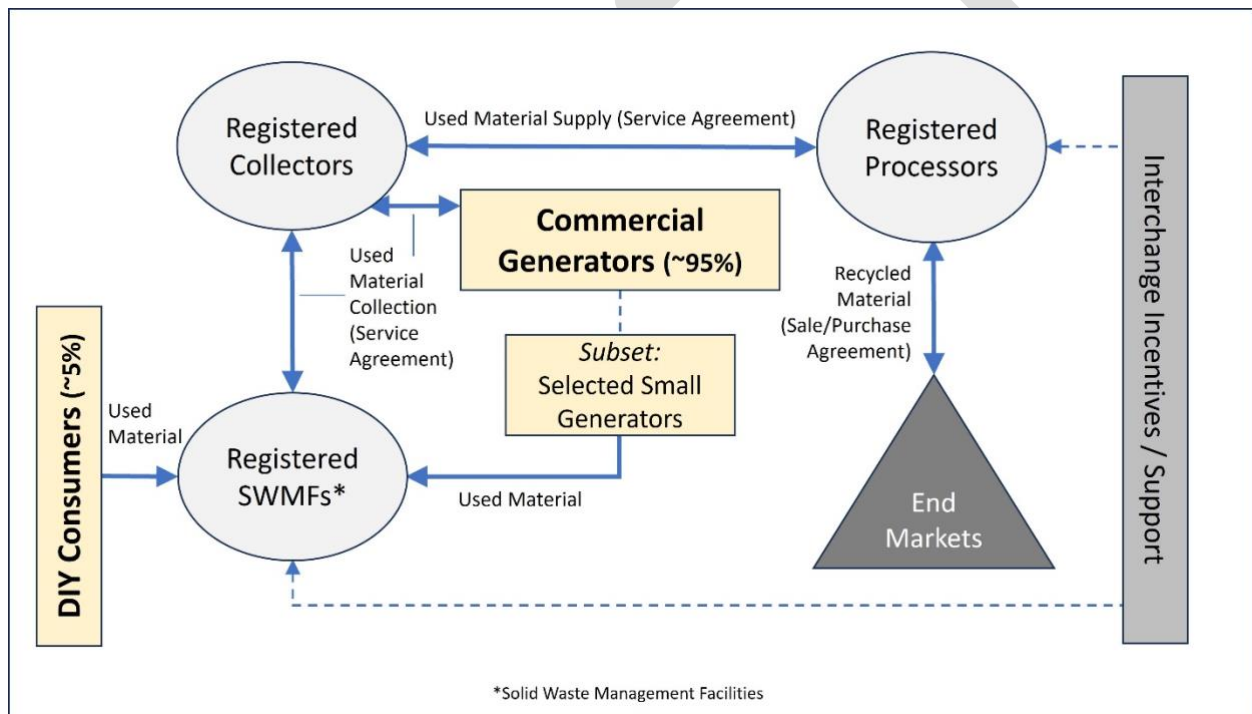 Registered
Collectors
Used Material Supply (Service Agreement)
Registered
Processors
Used
Material
Collection
(Service
Agreement)
Commercial
Generators (~95%)
Recycled
Material
(Sale/Purchase
Agreement)
Subset:
Selected Small
Generators
DIY Consumers (~5%)
Used
Material
Registered
SWMFs*
Used Material
End
Markets
Interchange Incentives / Support
*Solid Waste Management Facilities